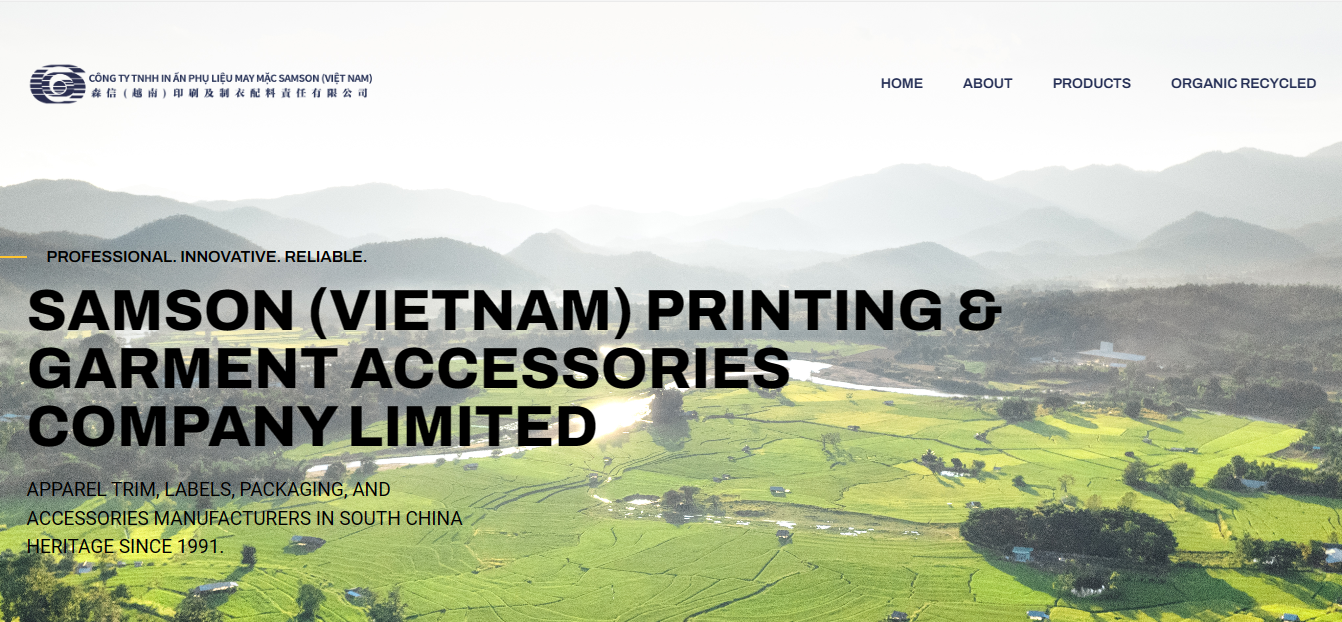 CÔNG TY TNHH IN ẤN PHỤ LIỆU MAY MẶC SAMSON (VIỆT NAM)
森信(越南)印刷及制衣配料責任有限公司
HOME ABOUT PRODUCTS ORGANIC RECYCLED
PROFESSIONAL. INNOVATIVE. RELIABLE.
SAMSON (VIETNAM) PRINTING &
GARMENT ACCESSORIES
COMPANY LIMITED
APPAREL TRIM, LABELS, PACKAGING, AND
ACCESSORIES MANUFACTURERS IN SOUTH CHINA
HERITAGE SINCE 1991.